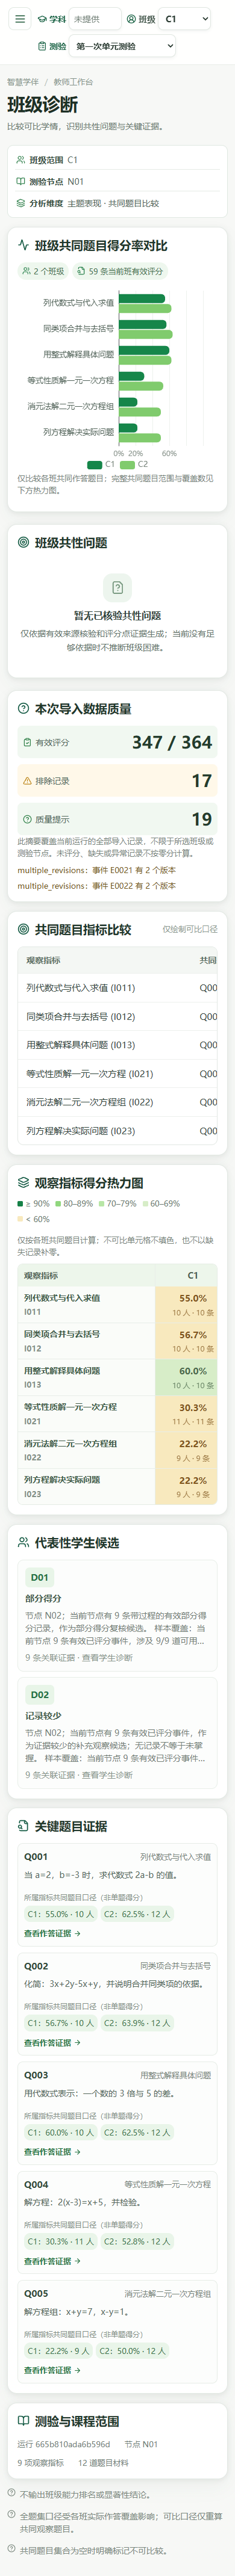 学科 未提供 班级 C1
测验 第一次单元测验
智慧学伴 / 教师工作台
班级诊断
比较可比学情，识别共性问题与关键证据。
班级范围 C1
测验节点 N01
分析维度 主题表现 · 共同题目比较
班级共同题目得分率对比
2 个班级 59 条当前班有效评分
列代数式与代入求值
同类项合并与去括号
用整式解释具体问题
等式性质解一元一次方程
消元法解二元一次方程组
列方程解决实际问题
0% 20% 60%
C1 C2
仅比较各班共同作答题目；完整共同题目范围与覆盖数见
下方热力图。
班级共性问题
暂无已核验共性问题
仅依据有效来源核验和评分点证据生成；当前没有足
够依据时不推断班级困难。
本次导入数据质量
有效评分 347 / 364
排除记录 17
质量提示 19
此摘要覆盖当前运行的全部导入记录，不限于所选班级或
测验节点。未评分、缺失或异常记录不按零分计算。
multiple_revisions：事件 E0021 有 2 个版本
multiple_revisions：事件 E0022 有 2 个版本
共同题目指标比较 仅绘制可比口径
观察指标 共同
列代数式与代入求值 (I011) Q00
同类项合并与去括号 (I012) Q00
用整式解释具体问题 (I013) Q00
等式性质解一元一次方程 (I021) Q00
消元法解二元一次方程组 (I022) Q00
列方程解决实际问题 (I023) Q00
观察指标得分热力图
≥ 90% 80–89% 70–79% 60–69%
< 60%
仅按各班共同题目计算；不可比单元格不填色，也不以缺
失记录补零。
观察指标 C1
列代数式与代入求值 55.0%
I011 10 人 · 10 条
同类项合并与去括号 56.7%
I012 10 人 · 10 条
用整式解释具体问题 60.0%
I013 10 人 · 10 条
等式性质解一元一次方程 30.3%
I021 11 人 · 11 条
消元法解二元一次方程组 22.2%
I022 9 人 · 9 条
列方程解决实际问题 22.2%
I023 9 人 · 9 条
代表性学生候选
D01
部分得分
节点 N02；当前节点有 9 条带过程的有效部分得
分记录，作为部分得分复核候选。 样本覆盖：当
前节点 9 条有效已评分事件，涉及 9/9 道可用...
9 条关联证据 · 查看学生诊断
D02
记录较少
节点 N02；当前节点有 9 条有效已评分事件，作
为证据较少的补充观察候选；无记录不等于未掌
握。 样本覆盖：当前节点 9 条有效已评分事件...
9 条关联证据 · 查看学生诊断
关键题目证据
Q001 列代数式与代入求值
当 a=2，b=-3 时，求代数式 2a-b 的值。
所属指标共同题目口径（非单题得分）
C1：55.0% · 10 人 C2：62.5% · 12 人
查看作答证据 →
Q002 同类项合并与去括号
化简：3x+2y-5x+y，并说明合并同类项的依据。
所属指标共同题目口径（非单题得分）
C1：56.7% · 10 人 C2：63.9% · 12 人
查看作答证据 →
Q003 用整式解释具体问题
用代数式表示：一个数的 3 倍与 5 的差。
所属指标共同题目口径（非单题得分）
C1：60.0% · 10 人 C2：62.5% · 12 人
查看作答证据 →
Q004 等式性质解一元一次方程
解方程：2(x-3)=x+5，并检验。
所属指标共同题目口径（非单题得分）
C1：30.3% · 11 人 C2：52.8% · 12 人
查看作答证据 →
Q005 消元法解二元一次方程组
解方程组：x+y=7，x-y=1。
所属指标共同题目口径（非单题得分）
C1：22.2% · 9 人 C2：50.0% · 12 人
查看作答证据 →
测验与课程范围
运行 665b810ada6b596d 节点 N01
9 项观察指标 12 道题目材料
不输出班级能力排名或显著性结论。
全题集口径受各班实际作答覆盖影响；可比口径仅重算
共同观察题目。
共同题目集合为空时明确标记不可比较。